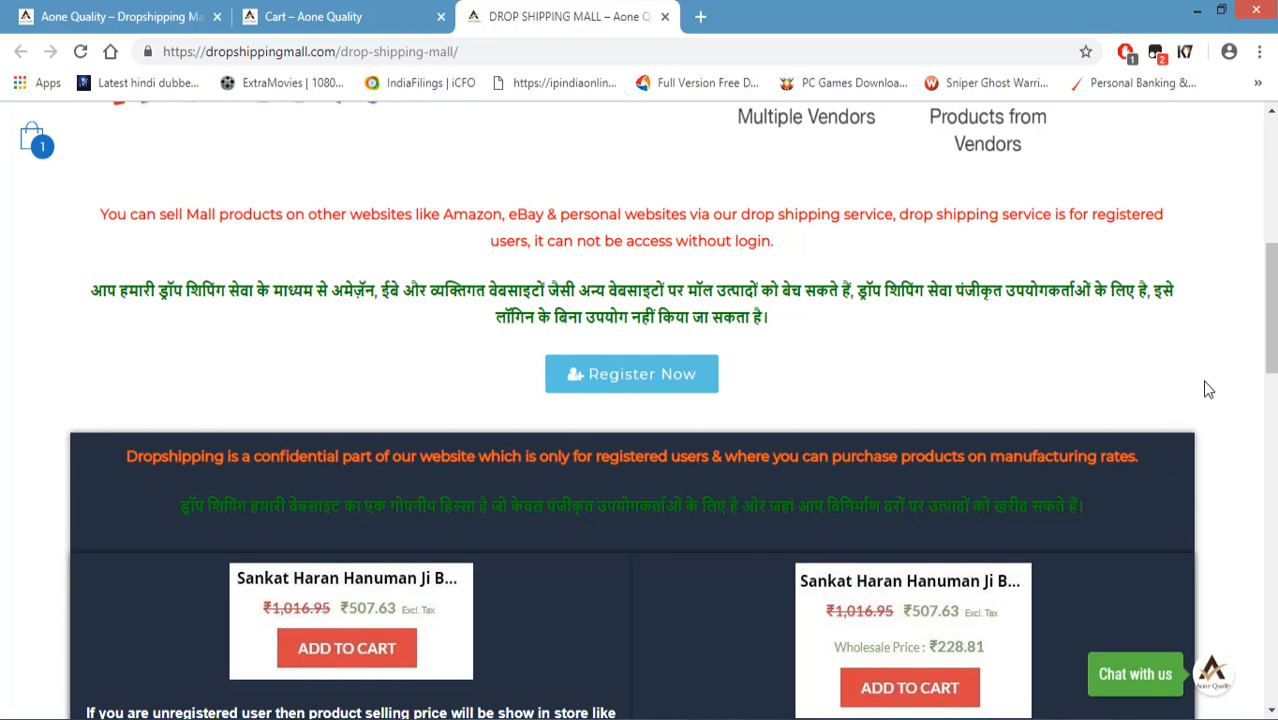 Aone Quality – Dropshipping Ma
Cart – Aone Quality
DROP SHIPPING MALL – Aone Q
https://dropshippingmall.com/drop-shipping-mall/
1
2
K7
Apps
Latest hindi dubbe...
ExtraMovies | 1080...
IndiaFilings | iCFO
https://ipindiaonlin...
Full Version Free D...
PC Games Downloa...
Sniper Ghost Warri...
Personal Banking &...
»
1
Multiple Vendors
Products from
Vendors
You can sell Mall products on other websites like Amazon, eBay & personal websites via our drop shipping service, drop shipping service is for registered
users, it can not be access without login.
आप हमारी ड्रॉप शिपिंग सेवा के माध्यम से अमेज़ॅन, ईबे और व्यक्तिगत वेबसाइटों जैसी अन्य वेबसाइटों पर मॉल उत्पादों को बेच सकते हैं, ड्रॉप शिपिंग सेवा पंजीकृत उपयोगकर्ताओं के लिए है, इसे
लॉगिन के बिना उपयोग नहीं किया जा सकता है।
Register Now
Dropshipping is a confidential part of our website which is only for registered users & where you can purchase products on manufacturing rates.
ड्रॉप शिपिंग हमारी वेबसाइट का एक गोपनीय हिस्सा है जो केवल पंजीकृत उपयोगकर्ताओं के लिए है और जहां आप विनिर्माण दरों पर उत्पादों को खरीद सकते हैं।
Sankat Haran Hanuman Ji B...
₹1,016.95 ₹507.63 Excl. Tax
ADD TO CART
Sankat Haran Hanuman Ji B...
₹1,016.95 ₹507.63 Excl. Tax
Wholesale Price : ₹228.81
ADD TO CART
Chat with us
Aone Quality
If you are unregistered user then product selling price will be show in store like